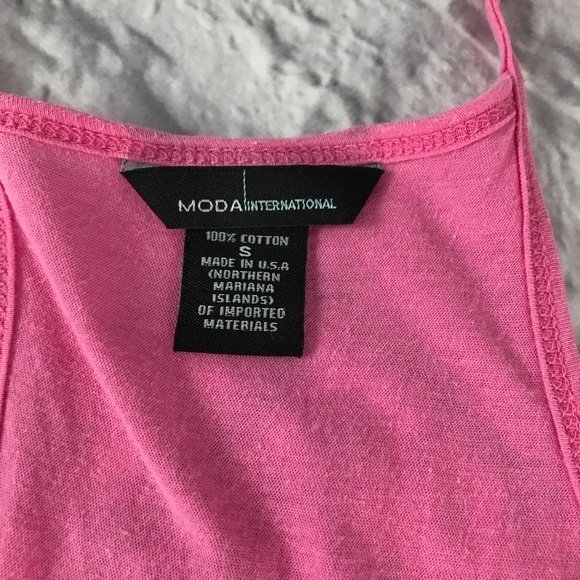 MODA INTERNATIONAL
100% COTTON
S
MADE IN U.S.A
(NORTHERN
MARIANA
ISLANDS)
OF IMPORTED
MATERIALS